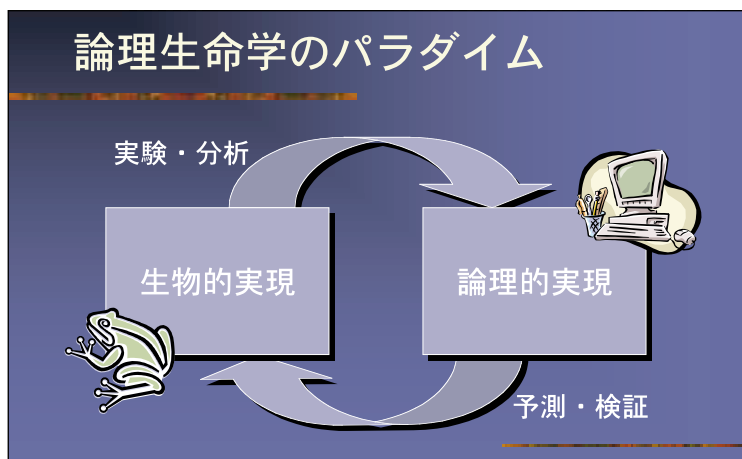 論理生命学のパラダイム
実験・分析
生物的実現
論理的実現
予測・検証